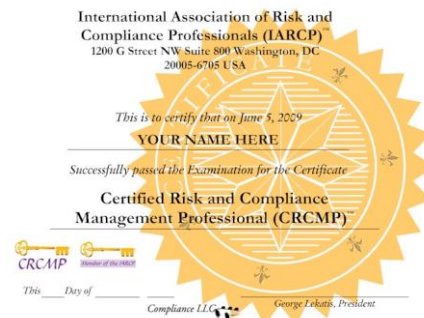 International Association of Risk and
Compliance Professionals (IARCP)™
1200 G Street NW Suite 800 Washington, DC
20005-6705 USA
CERTIFICATE
This is to certify that on June 5, 2009
YOUR NAME HERE
Successfully passed the Examination for the Certificate
Certified Risk and Compliance
Management Professional (CRCMP)™
CRCMP
Member of the IARCP
This Day of
Compliance LLC
George Lekatis, President